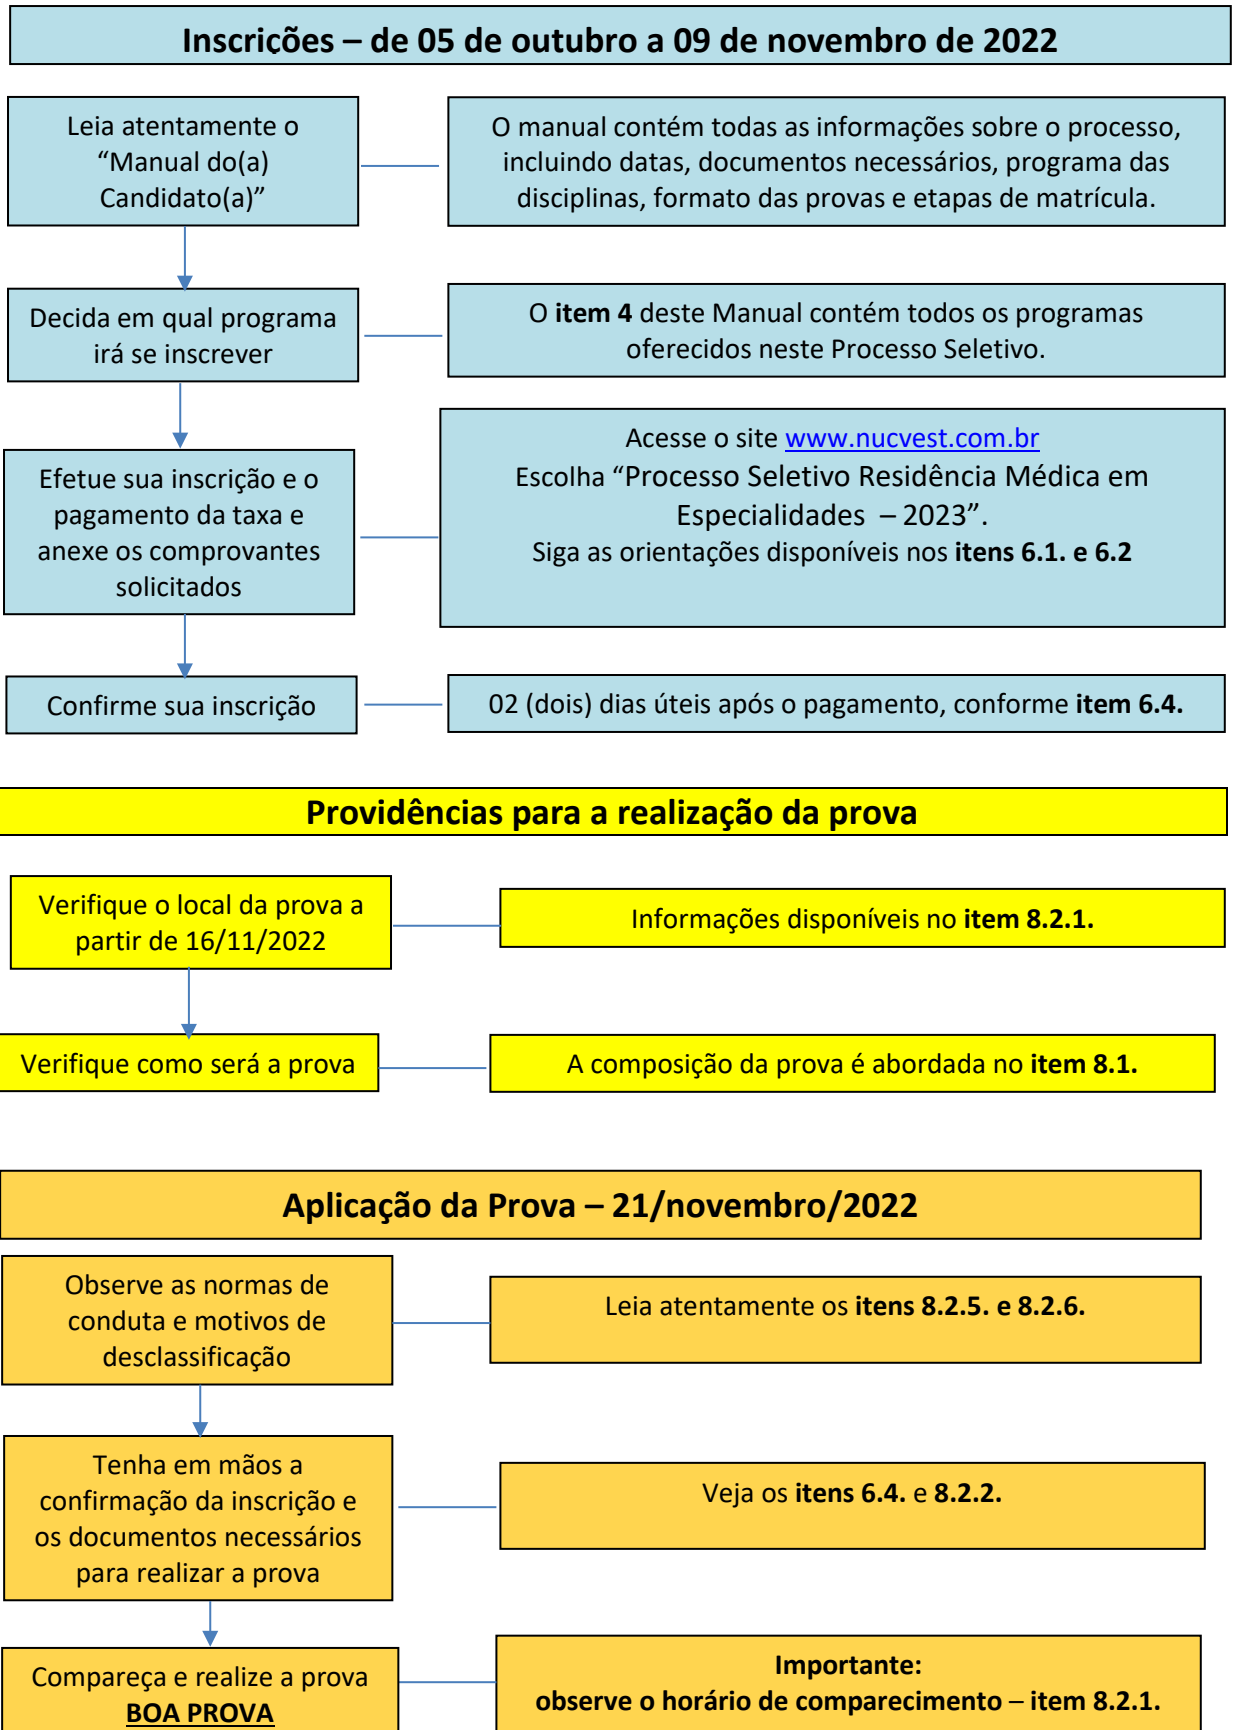 Inscrições – de 05 de outubro a 09 de novembro de 2022
Leia atentamente o
“Manual do(a)
Candidato(a)”
O manual contém todas as informações sobre o processo,
incluindo datas, documentos necessários, programa das
disciplinas, formato das provas e etapas de matrícula.
Decida em qual programa
irá se inscrever
O item 4 deste Manual contém todos os programas
oferecidos neste Processo Seletivo.
Efetue sua inscrição e o
pagamento da taxa e
anexe os comprovantes
solicitados
Acesse o site www.nucvest.com.br
Escolha “Processo Seletivo Residência Médica em
Especialidades – 2023”.
Siga as orientações disponíveis nos itens 6.1. e 6.2
Confirme sua inscrição
02 (dois) dias úteis após o pagamento, conforme item 6.4.
Providências para a realização da prova
Verifique o local da prova a
partir de 16/11/2022
Informações disponíveis no item 8.2.1.
Verifique como será a prova
A composição da prova é abordada no item 8.1.
Aplicação da Prova – 21/novembro/2022
Observe as normas de
conduta e motivos de
desclassificação
Leia atentamente os itens 8.2.5. e 8.2.6.
Tenha em mãos a
confirmação da inscrição e
os documentos necessários
para realizar a prova
Veja os itens 6.4. e 8.2.2.
Compareça e realize a prova
BOA PROVA
Importante:
observe o horário de comparecimento – item 8.2.1.